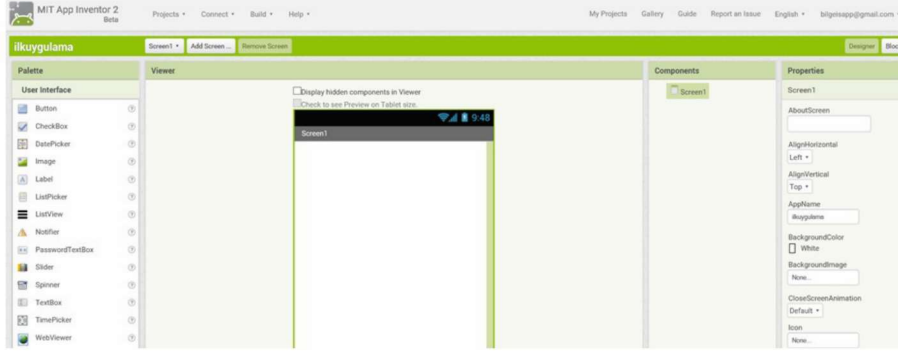 MIT App Inventor 2
Beta
Projects Connect Build Help
My Projects Gallery Guide Report an Issue English bilgeisapp@gmail.com
ilkuygulama
Screen1 Add Screen ... Remove Screen
Designer Bloc
Palette
User Interface
Button
CheckBox
DatePicker
Image
Label
ListPicker
ListView
Notifier
PasswordTextBox
Slider
Spinner
TextBox
TimePicker
WebViewer
Viewer
Display hidden components in Viewer
Check to see Preview on Tablet size.
9:48
Screen1
Components
Screen1
Properties
Screen1
AboutScreen
AlignHorizontal
Left
AlignVertical
Top
AppName
ilkuygulama
BackgroundColor
White
BackgroundImage
None...
CloseScreenAnimation
Default
Icon
None...